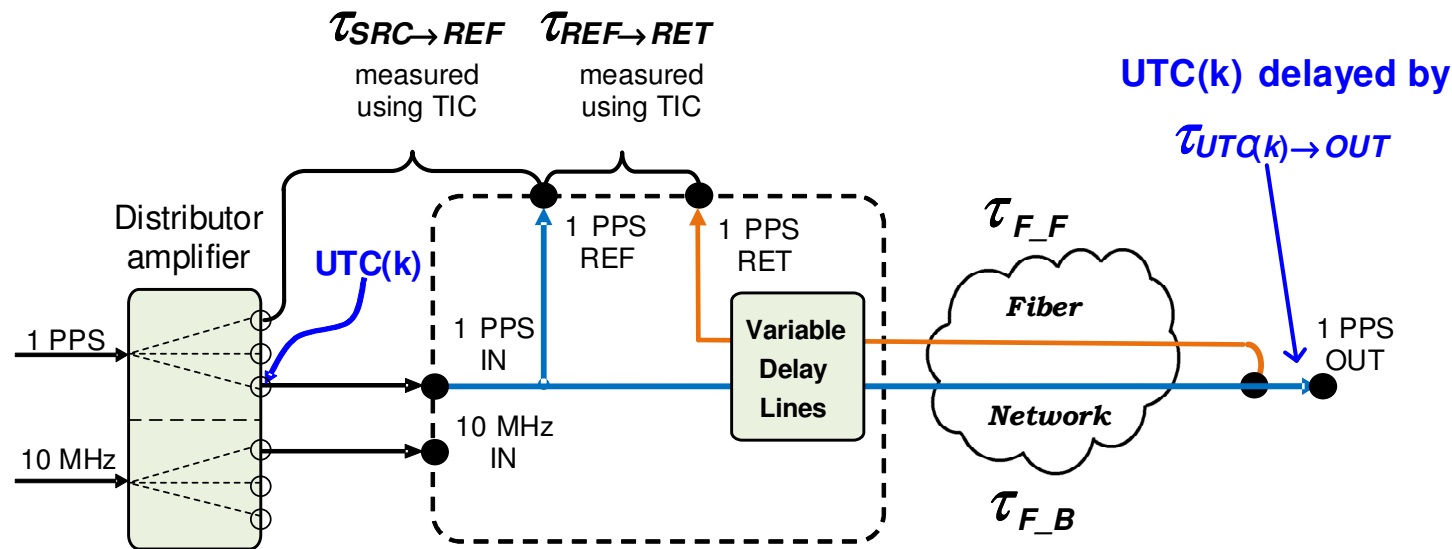 τSRC→REF
measured
using TIC
τREF→RET
measured
using TIC
UTC(k) delayed by
τUTC(k)→OUT
Distributor
amplifier
UTC(k)
1 PPS
10 MHz
1 PPS
REF
1 PPS
RET
1 PPS
IN
10 MHz
IN
Variable
Delay
Lines
τF_F
Fiber
Network
τF_B
1 PPS
OUT